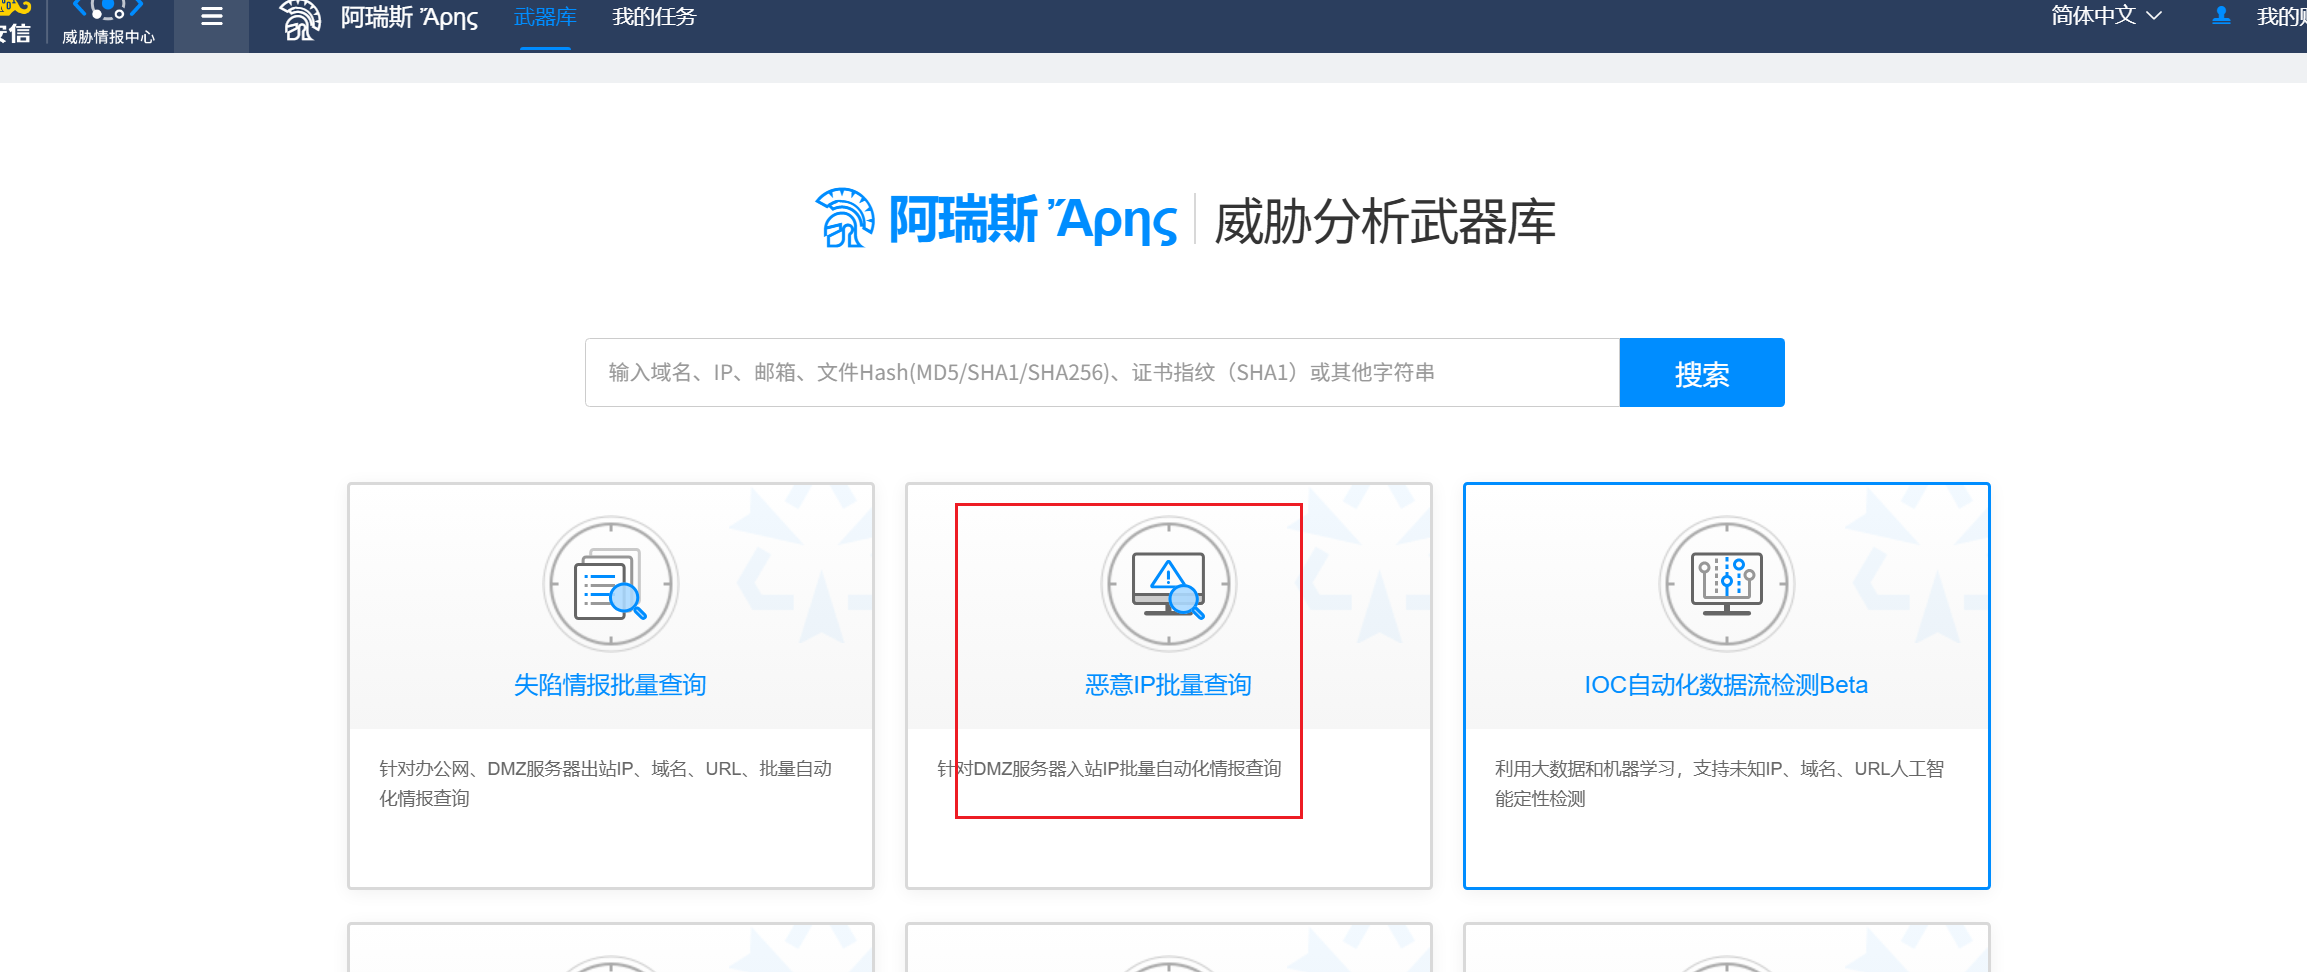 安信
威胁情报中心
阿瑞斯 Ἄρης
武器库
我的任务
简体中文
我的
阿瑞斯 Ἄρης
威胁分析武器库
输入域名、IP、邮箱、文件Hash(MD5/SHA1/SHA256)、证书指纹（SHA1）或其他字符串
搜索
失陷情报批量查询
针对办公网、DMZ服务器出站IP、域名、URL、批量自动
化情报查询
恶意IP批量查询
针对DMZ服务器入站IP批量自动化情报查询
IOC自动化数据流检测Beta
利用大数据和机器学习，支持未知IP、域名、URL人工智
能定性检测